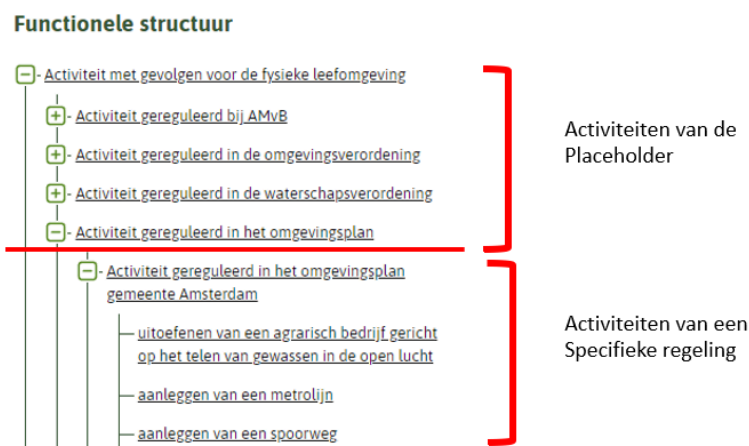 Functionele structuur
Activiteit met gevolgen voor de fysieke leefomgeving
Activiteit gereguleerd bij AMvB
Activiteit gereguleerd in de omgevingsverordening
Activiteit gereguleerd in de waterschapsverordening
Activiteit gereguleerd in het omgevingsplan
Activiteiten van de
Placeholder
Activiteit gereguleerd in het omgevingsplan
gemeente Amsterdam
uitoefenen van een agrarisch bedrijf gericht
op het telen van gewassen in de open lucht
aanleggen van een metrolijn
aanleggen van een spoorweg
Activiteiten van een
Specifieke regeling